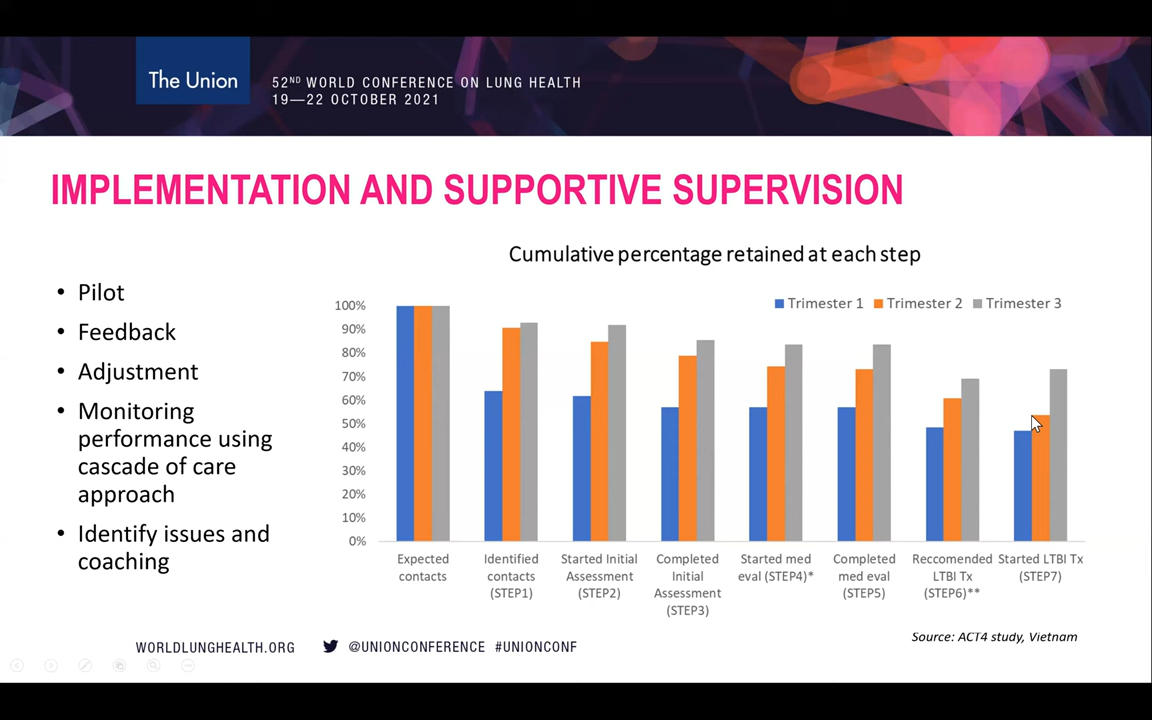 The Union
52ND WORLD CONFERENCE ON LUNG HEALTH
19—22 OCTOBER 2021
IMPLEMENTATION AND SUPPORTIVE SUPERVISION
• Pilot
• Feedback
• Adjustment
• Monitoring
performance using
cascade of care
approach
• Identify issues and
coaching
Cumulative percentage retained at each step
Trimester 1
Trimester 2
Trimester 3
100%
90%
80%
70%
60%
50%
40%
30%
20%
10%
0%
Expected
contacts
Identified
contacts
(STEP1)
Started Initial
Assessment
(STEP2)
Completed
Initial
Assessment
(STEP3)
Started med
eval (STEP4)*
Completed
med eval
(STEP5)
Reccomended
LTBI Tx
(STEP6)**
Started LTBI Tx
(STEP7)
Source: ACT4 study, Vietnam
WORLDLUNGHEALTH.ORG
@UNIONCONFERENCE #UNIONCONF